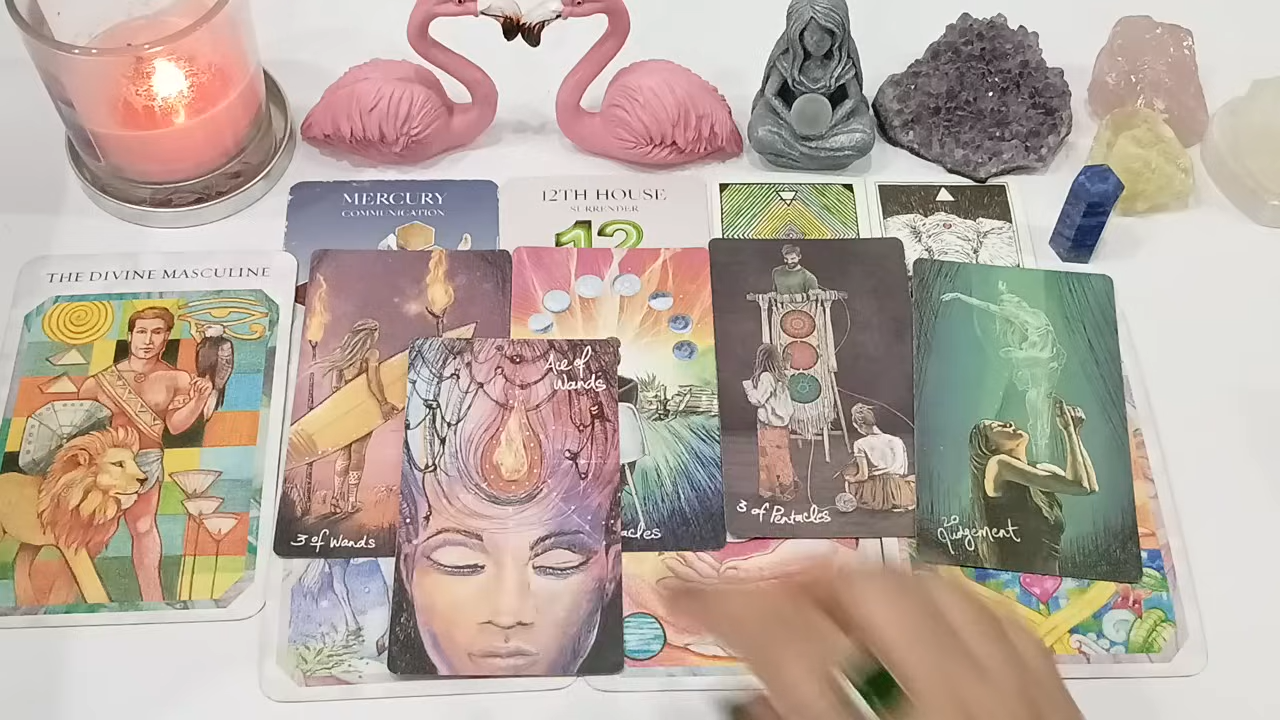 MERCURY
COMMUNICATION
12TH HOUSE
SURRENDER
12
THE DIVINE MASCULINE
Ace of
Wands
3 of Wands
acles
3 of Pentacles
20
Judgement